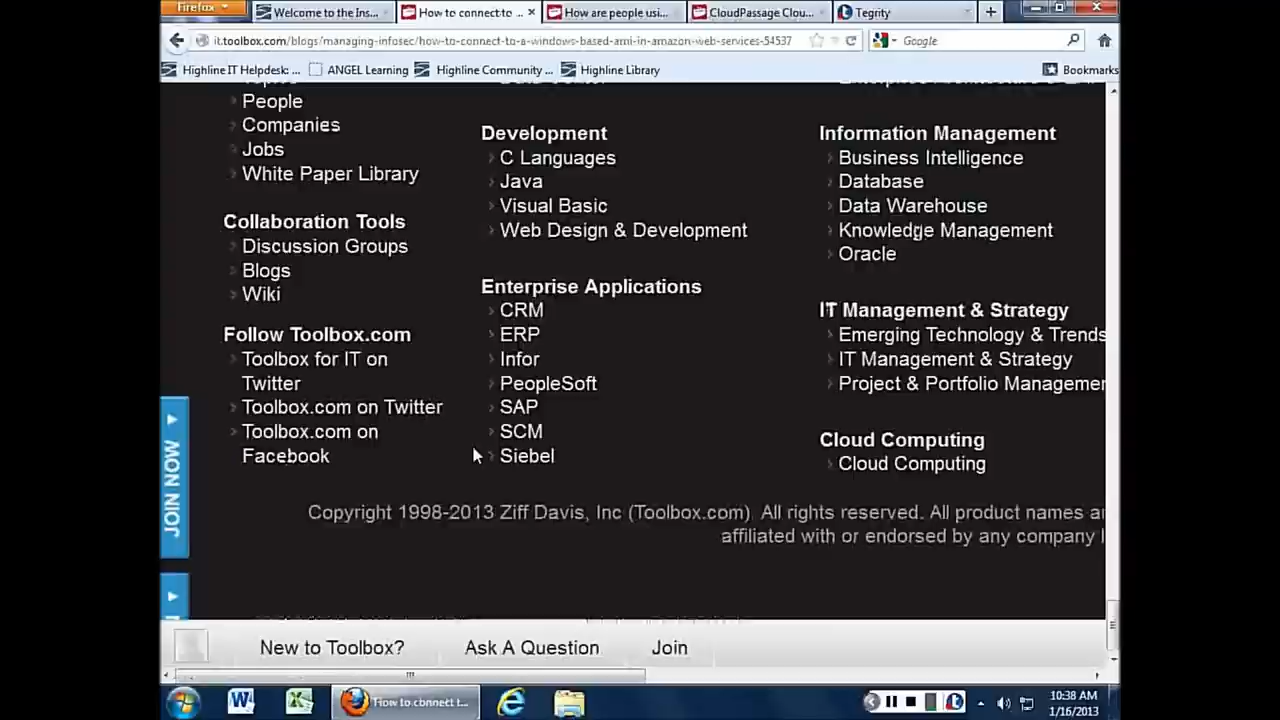 Firefox
Welcome to the Ins...
How to connect to ...
How are people usi...
CloudPassage Clou...
Tegrity
it.toolbox.com/blogs/managing-infosec/how-to-connect-to-a-windows-based-ami-in-amazon-web-services-54537
Google
Highline IT Helpdesk: ...
ANGEL Learning
Highline Community ...
Highline Library
Bookmarks
People
Companies
Jobs
White Paper Library
Collaboration Tools
Discussion Groups
Blogs
Wiki
Follow Toolbox.com
Toolbox for IT on
Twitter
Toolbox.com on Twitter
Toolbox.com on
Facebook
Development
C Languages
Java
Visual Basic
Web Design & Development
Enterprise Applications
CRM
ERP
Infor
PeopleSoft
SAP
SCM
Siebel
Information Management
Business Intelligence
Database
Data Warehouse
Knowledge Management
Oracle
IT Management & Strategy
Emerging Technology & Trends
IT Management & Strategy
Project & Portfolio Managemen
Cloud Computing
Cloud Computing
JOIN NOW
Copyright 1998-2013 Ziff Davis, Inc (Toolbox.com). All rights reserved. All product names a
affiliated with or endorsed by any company l
New to Toolbox?
Ask A Question
Join
How to connect t...
10:38 AM
1/16/2013